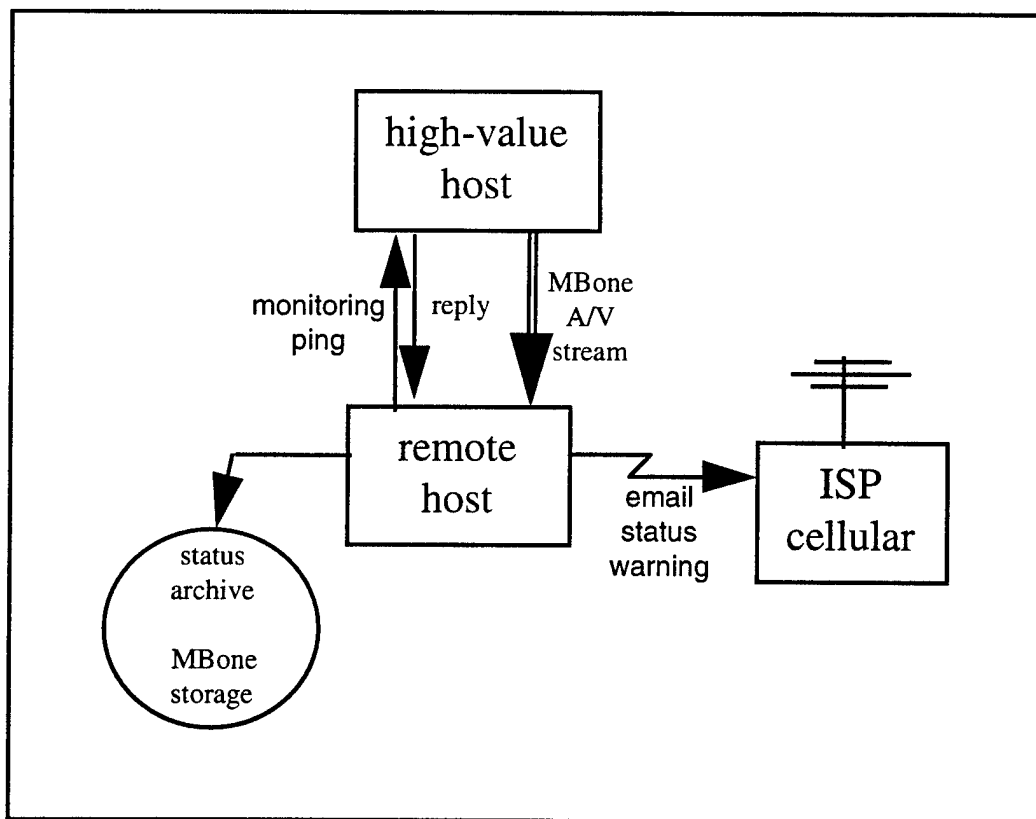 high-value
host
monitoring
ping
reply
MBone
A/V
stream
remote
host
email
status
warning
ISP
cellular
status
archive
MBone
storage